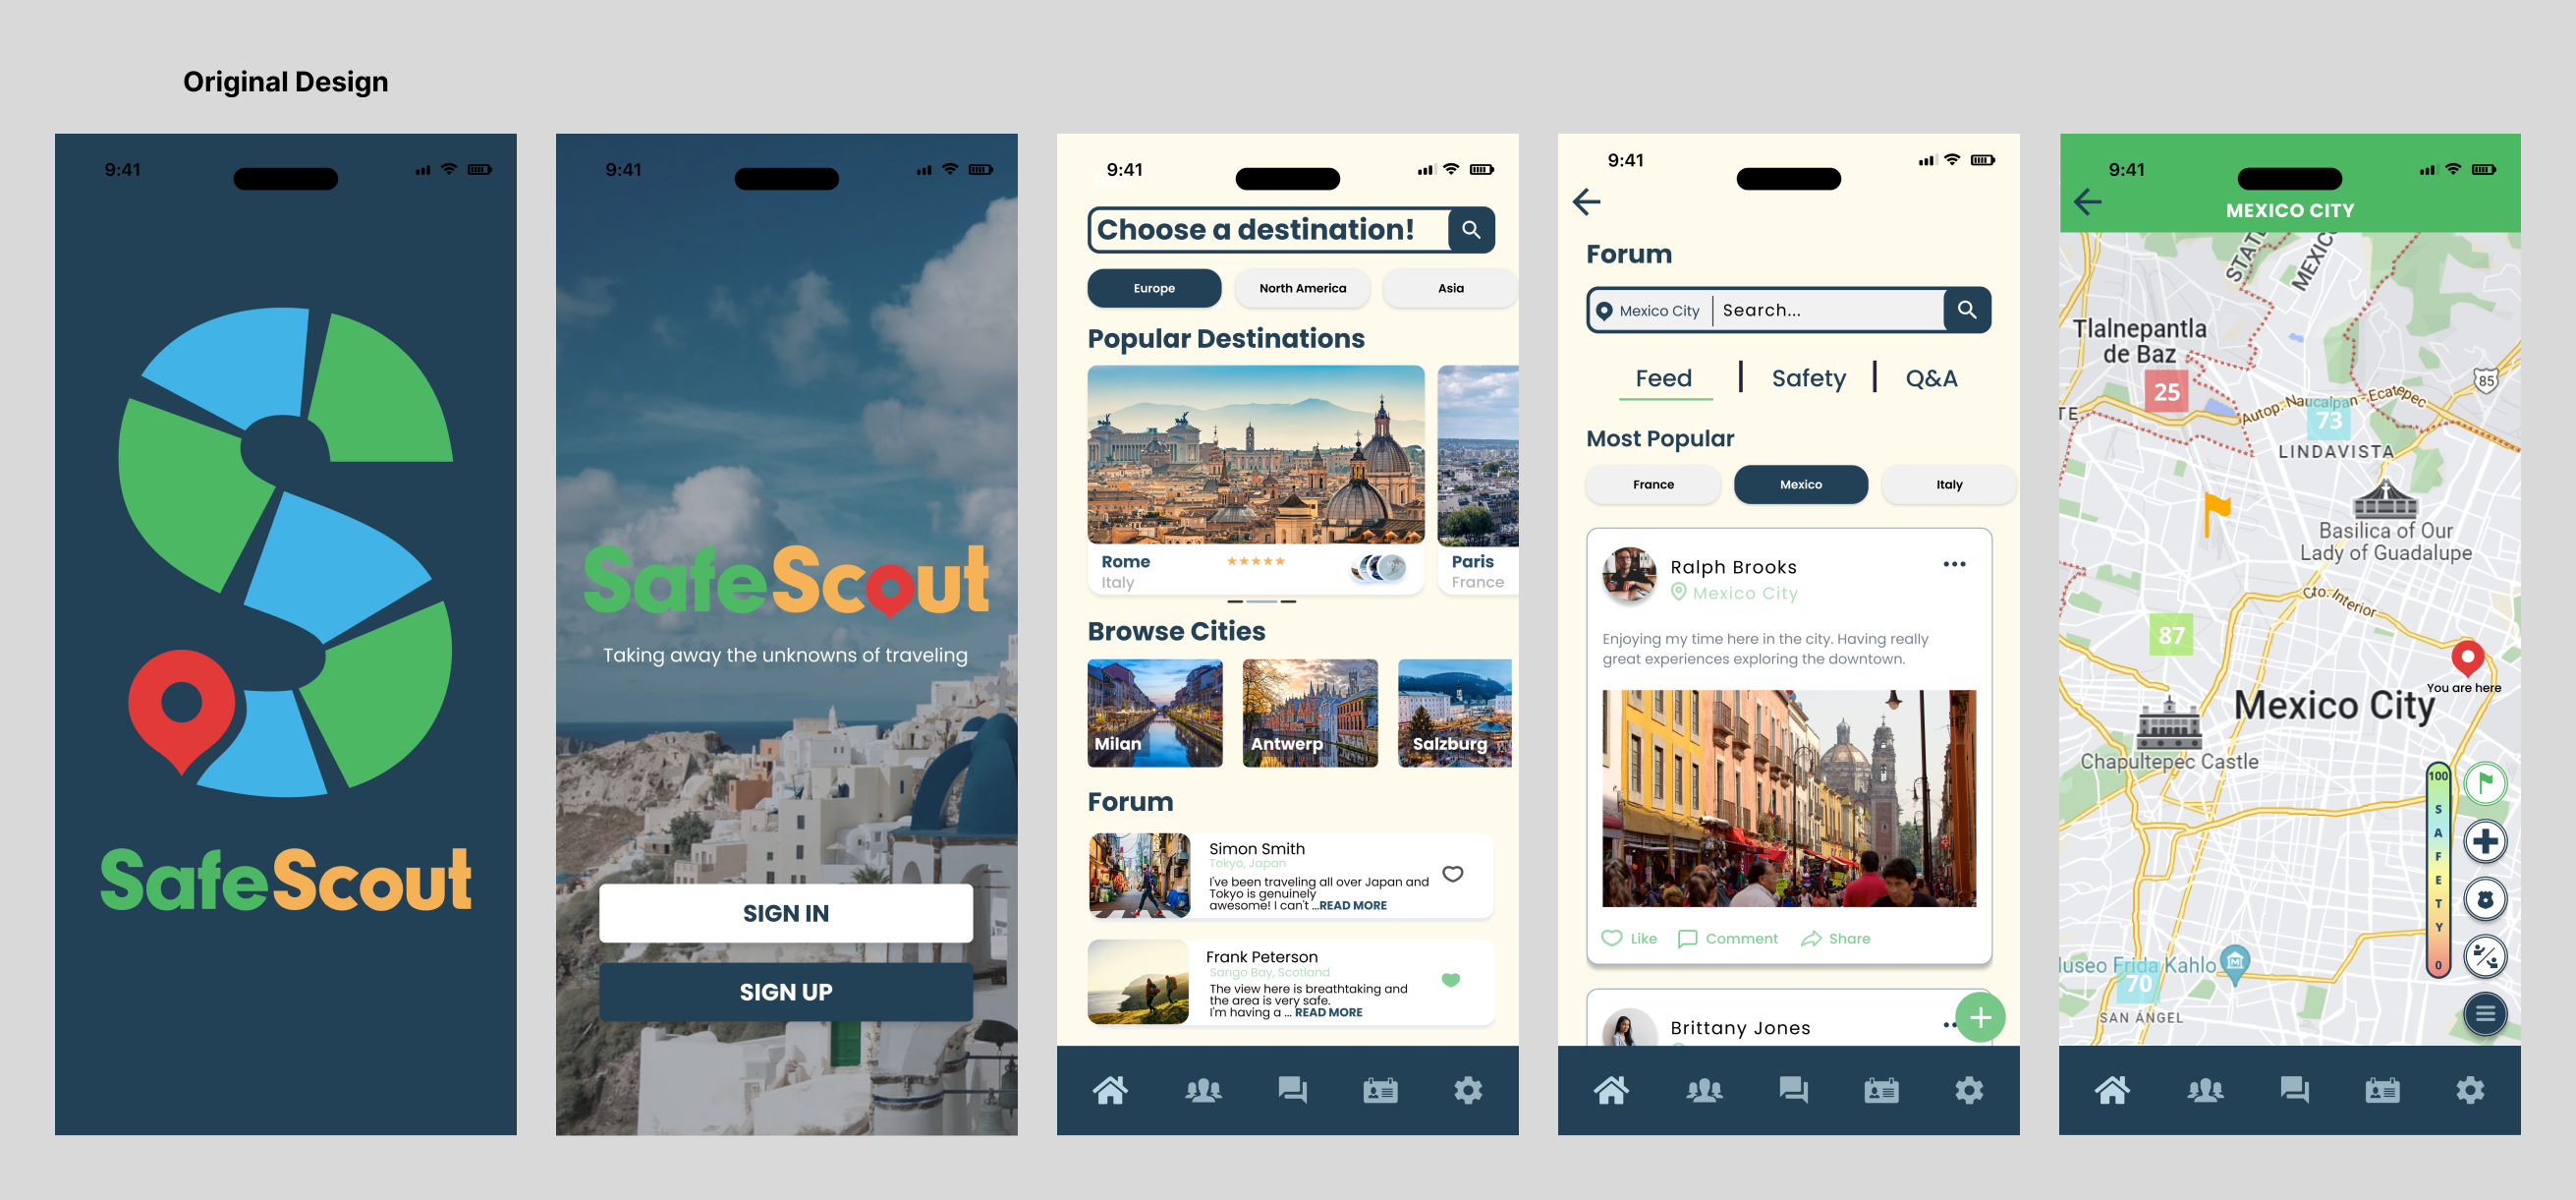 Original Design
9:41
SafeScout
9:41
SafeScout
Taking away the unknowns of traveling
SIGN IN
SIGN UP
9:41
Choose a destination!
Europe
North America
Asia
Popular Destinations
Rome
Italy
Paris
France
Browse Cities
Milan
Antwerp
Salzburg
Forum
Simon Smith
Tokyo, Japan
I've been traveling all over Japan and
Tokyo is genuinely
awesome! I can't ...READ MORE
Frank Peterson
Sango Bay, Scotland
The view here is breathtaking and
the area is very safe.
I'm having a ... READ MORE
9:41
Forum
Mexico City
Search...
Feed
Safety
Q&A
Most Popular
France
Mexico
Italy
Ralph Brooks
Mexico City
Enjoying my time here in the city. Having really
great experiences exploring the downtown.
Like
Comment
Share
Brittany Jones
9:41
MEXICO CITY
STATE
MEXICO
Tlalnepantla
de Baz
25
85
Autop. Naucalpan - Ecatepec
TE
73
LINDAVISTA
Basilica of Our
Lady of Guadalupe
Cto. Interior
87
You are here
Mexico City
Chapultepec Castle
100
SAFETY
0
Museo Frida Kahlo
70
SAN ÁNGEL